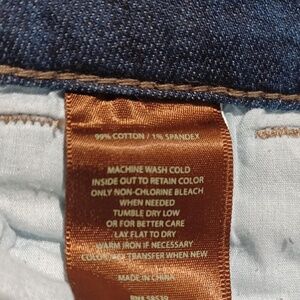 99% COTTON / 1% SPANDEX
MACHINE WASH COLD
INSIDE OUT TO RETAIN COLOR
ONLY NON-CHLORINE BLEACH
WHEN NEEDED
TUMBLE DRY LOW
OR FOR BETTER CARE
LAY FLAT TO DRY
WARM IRON IF NECESSARY
COLOR MAY TRANSFER WHEN NEW
MADE IN CHINA